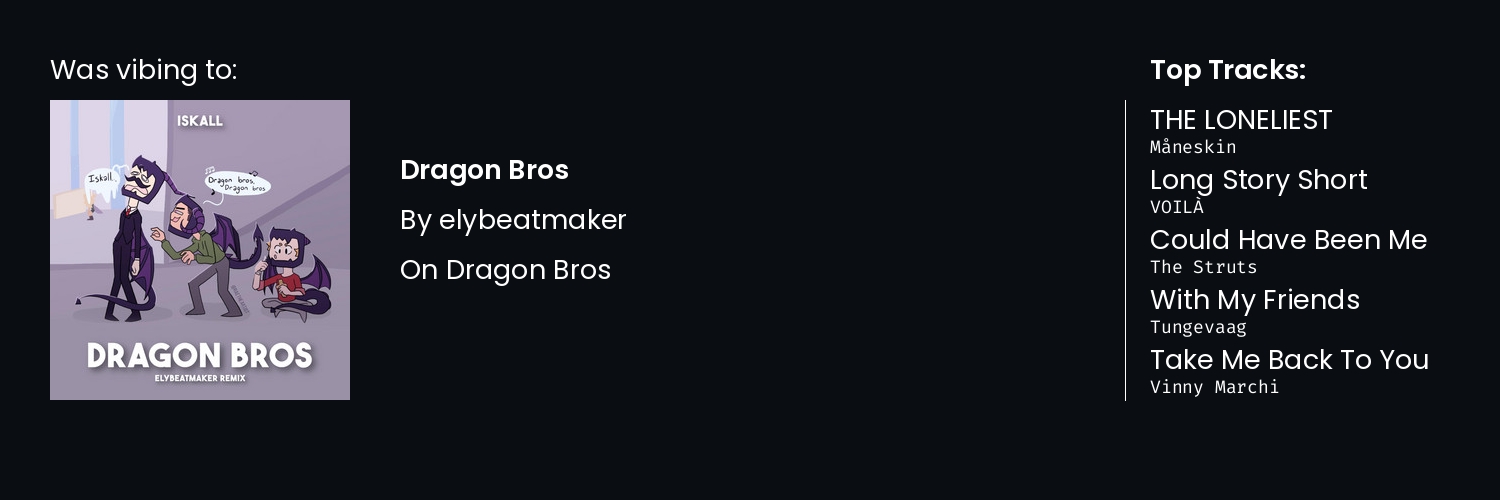 Was vibing to:
ISKALL
Iskall..
Dragon bros,
Dragon bros
DRAGON BROS
ELYBEATMAKER REMIX
Dragon Bros
By elybeatmaker
On Dragon Bros
Top Tracks:
THE LONELIEST
Måneskin
Long Story Short
VOILÀ
Could Have Been Me
The Struts
With My Friends
Tungevaag
Take Me Back To You
Vinny Marchi